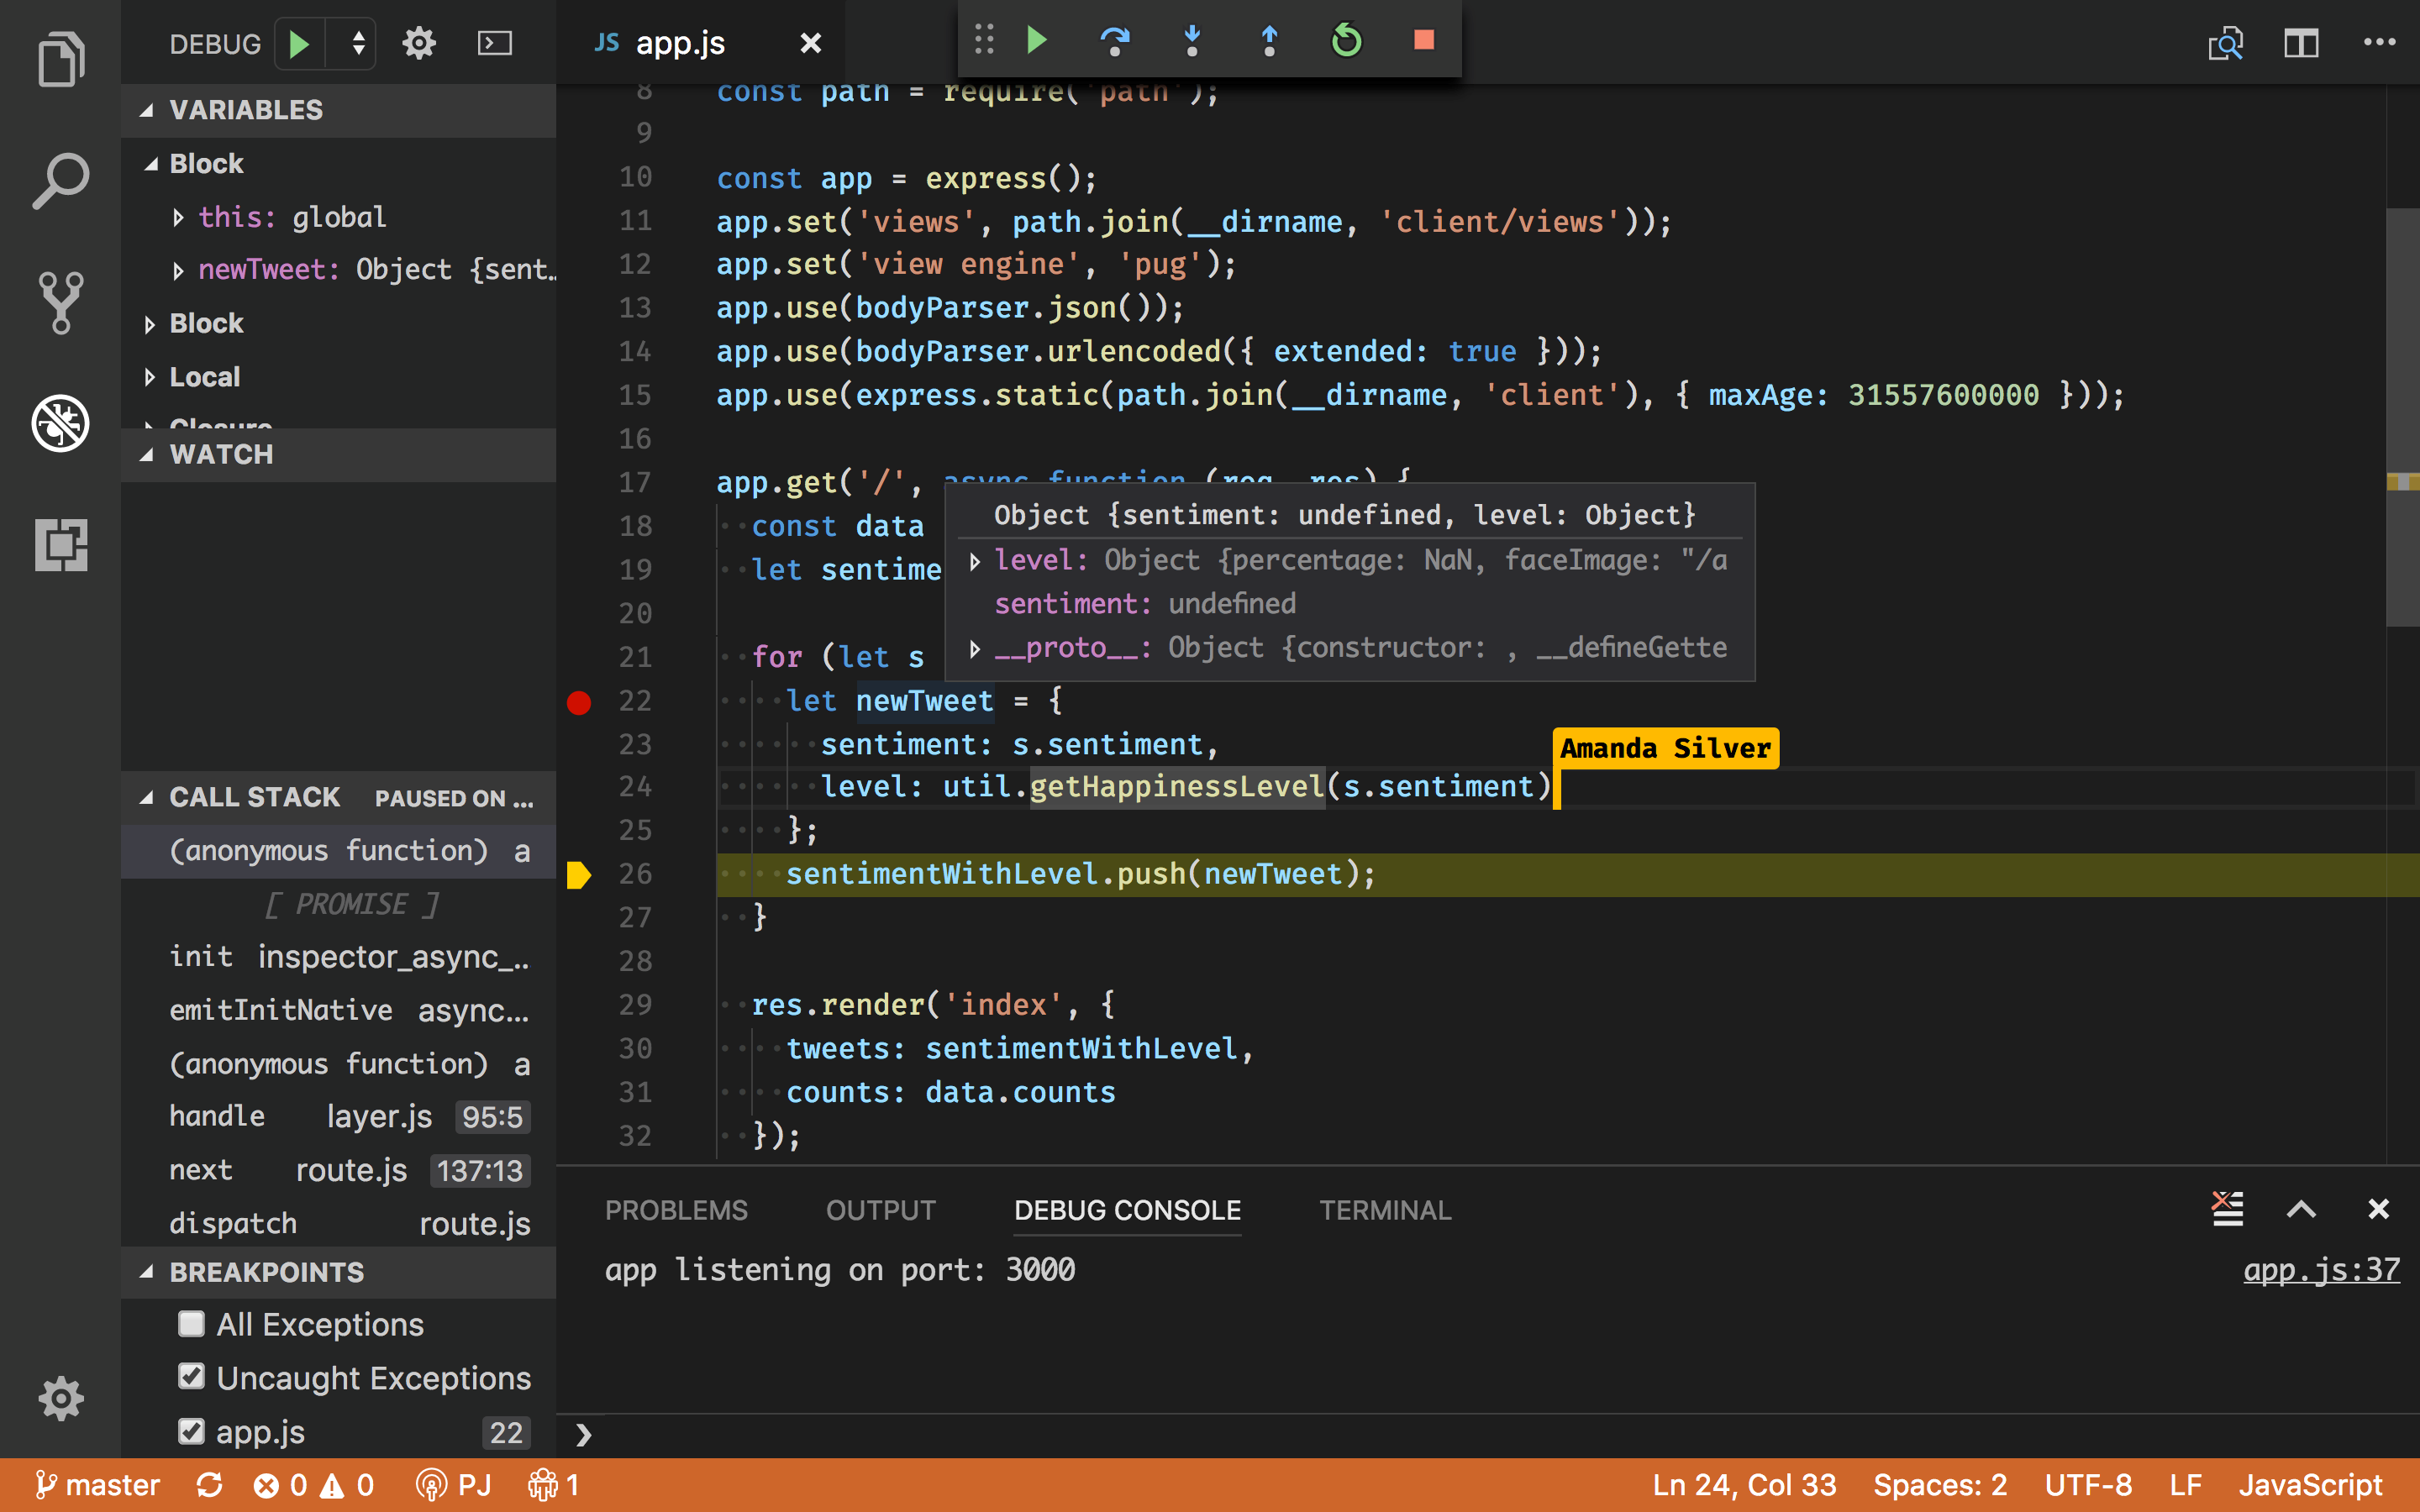 DEBUG
VARIABLES
Block
this: global
newTweet: Object {sent…
Block
Local
Closure
WATCH
CALL STACK PAUSED ON ...
(anonymous function) a
[ PROMISE ]
init inspector_async_…
emitInitNative async…
(anonymous function) a
handle layer.js 95:5
next route.js 137:13
dispatch route.js
BREAKPOINTS
All Exceptions
Uncaught Exceptions
app.js 22
JS app.js
8 const path = require('path');
9
10 const app = express();
11 app.set('views', path.join(__dirname, 'client/views'));
12 app.set('view engine', 'pug');
13 app.use(bodyParser.json());
14 app.use(bodyParser.urlencoded({ extended: true }));
15 app.use(express.static(path.join(__dirname, 'client'), { maxAge: 31557600000 }));
16
17 app.get('/', async function (req, res) {
18 const data
19 let sentime
20
21 for (let s
22 let newTweet = {
23 sentiment: s.sentiment,
24 level: util.getHappinessLevel(s.sentiment)
25 };
26 sentimentWithLevel.push(newTweet);
27 }
28
29 res.render('index', {
30 tweets: sentimentWithLevel,
31 counts: data.counts
32 });
Object {sentiment: undefined, level: Object}
level: Object {percentage: NaN, faceImage: "/a
sentiment: undefined
__proto__: Object {constructor: , __defineGette
Amanda Silver
PROBLEMS OUTPUT DEBUG CONSOLE TERMINAL
app listening on port: 3000 app.js:37
master 0 0 PJ 1 Ln 24, Col 33 Spaces: 2 UTF-8 LF JavaScript